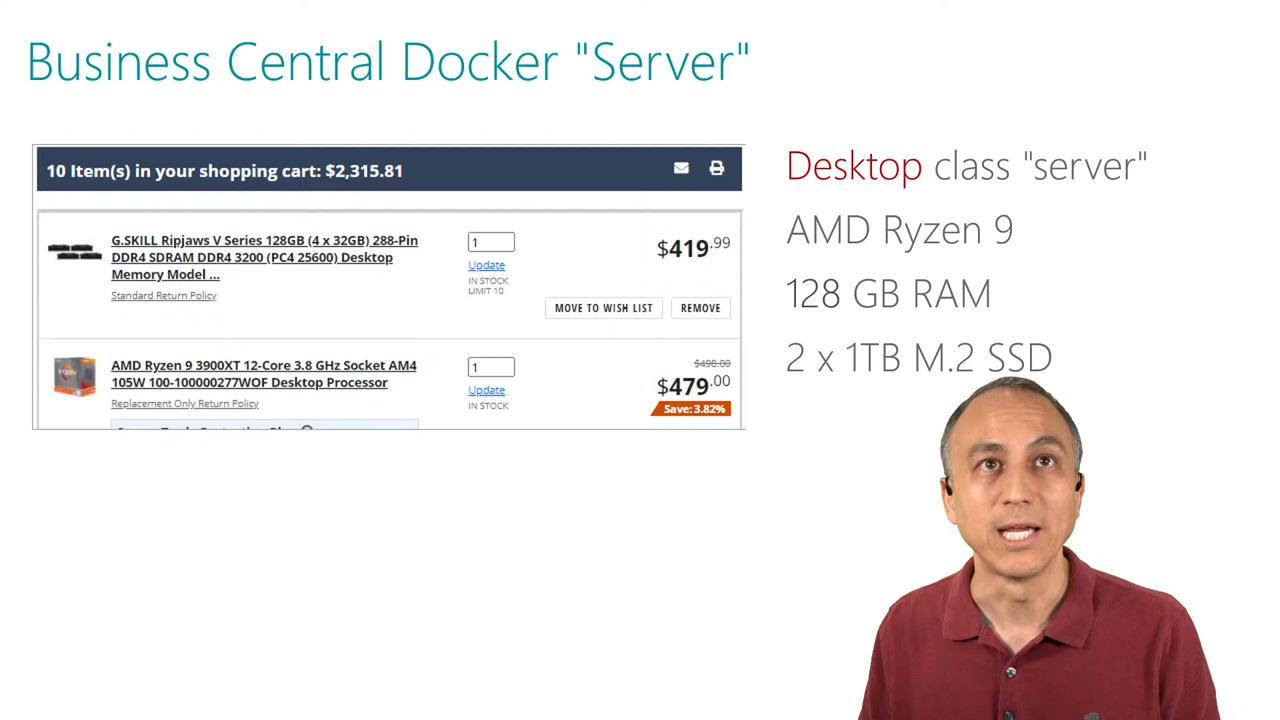 Business Central Docker "Server"
10 Item(s) in your shopping cart: $2,315.81
G.SKILL Ripjaws V Series 128GB (4 x 32GB) 288-Pin
DDR4 SDRAM DDR4 3200 (PC4 25600) Desktop
Memory Model ...
Standard Return Policy
1
Update
IN STOCK
LIMIT 10
$419.99
MOVE TO WISH LIST
REMOVE
AMD Ryzen 9 3900XT 12-Core 3.8 GHz Socket AM4
105W 100-100000277WOF Desktop Processor
Replacement Only Return Policy
1
Update
IN STOCK
$498.00
$479.00
Save: 3.82%
Desktop class "server"
AMD Ryzen 9
128 GB RAM
2 x 1TB M.2 SSD